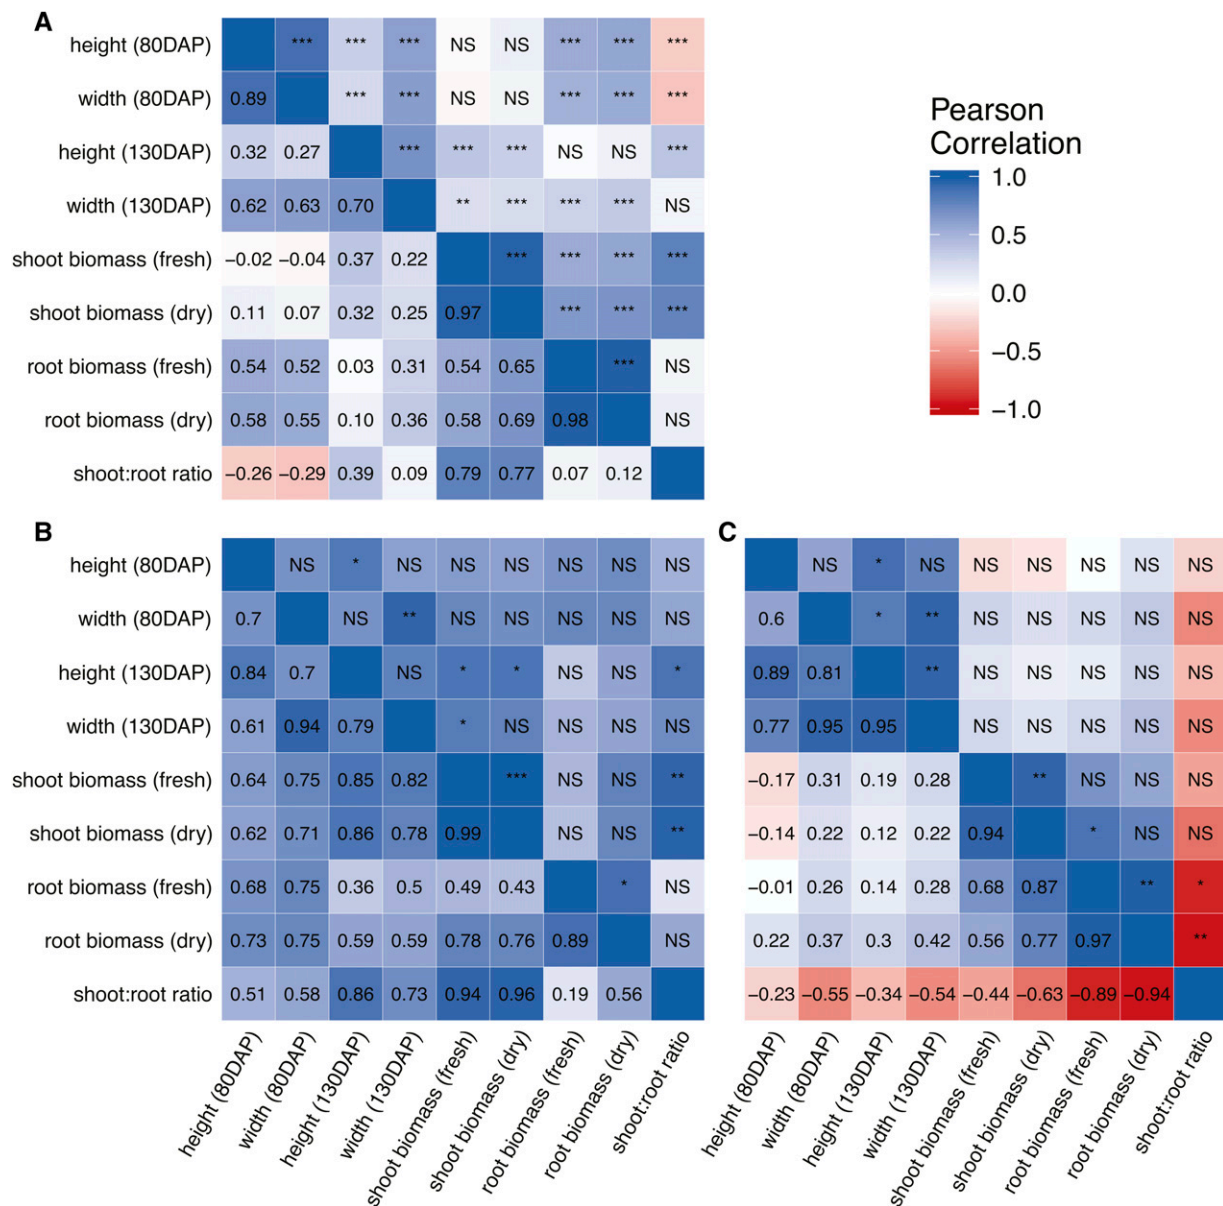 A
height (80DAP) *** *** *** NS NS *** *** ***
width (80DAP) 0.89 *** *** NS NS *** *** ***
height (130DAP) 0.32 0.27 *** *** *** NS NS ***
width (130DAP) 0.62 0.63 0.70 ** *** *** *** NS
shoot biomass (fresh) −0.02 −0.04 0.37 0.22 *** *** *** ***
shoot biomass (dry) 0.11 0.07 0.32 0.25 0.97 *** *** ***
root biomass (fresh) 0.54 0.52 0.03 0.31 0.54 0.65 *** NS
root biomass (dry) 0.58 0.55 0.10 0.36 0.58 0.69 0.98 NS
shoot:root ratio −0.26 −0.29 0.39 0.09 0.79 0.77 0.07 0.12
Pearson
Correlation
1.0
0.5
0.0
−0.5
−1.0
B
height (80DAP) NS * NS NS NS NS NS NS
width (80DAP) 0.7 NS ** NS NS NS NS NS
height (130DAP) 0.84 0.7 NS * * NS NS *
width (130DAP) 0.61 0.94 0.79 * NS NS NS NS
shoot biomass (fresh) 0.64 0.75 0.85 0.82 *** NS NS **
shoot biomass (dry) 0.62 0.71 0.86 0.78 0.99 NS NS **
root biomass (fresh) 0.68 0.75 0.36 0.5 0.49 0.43 * NS
root biomass (dry) 0.73 0.75 0.59 0.59 0.78 0.76 0.89 NS
shoot:root ratio 0.51 0.58 0.86 0.73 0.94 0.96 0.19 0.56
height (80DAP)
width (80DAP)
height (130DAP)
width (130DAP)
shoot biomass (fresh)
shoot biomass (dry)
root biomass (fresh)
root biomass (dry)
shoot:root ratio
C
NS * NS NS NS NS NS NS
0.6 * ** NS NS NS NS NS
0.89 0.81 ** NS NS NS NS NS
0.77 0.95 0.95 NS NS NS NS NS
−0.17 0.31 0.19 0.28 ** NS NS NS
−0.14 0.22 0.12 0.22 0.94 * NS NS
−0.01 0.26 0.14 0.28 0.68 0.87 ** *
0.22 0.37 0.3 0.42 0.56 0.77 0.97 **
−0.23 −0.55 −0.34 −0.54 −0.44 −0.63 −0.89 −0.94
height (80DAP)
width (80DAP)
height (130DAP)
width (130DAP)
shoot biomass (fresh)
shoot biomass (dry)
root biomass (fresh)
root biomass (dry)
shoot:root ratio